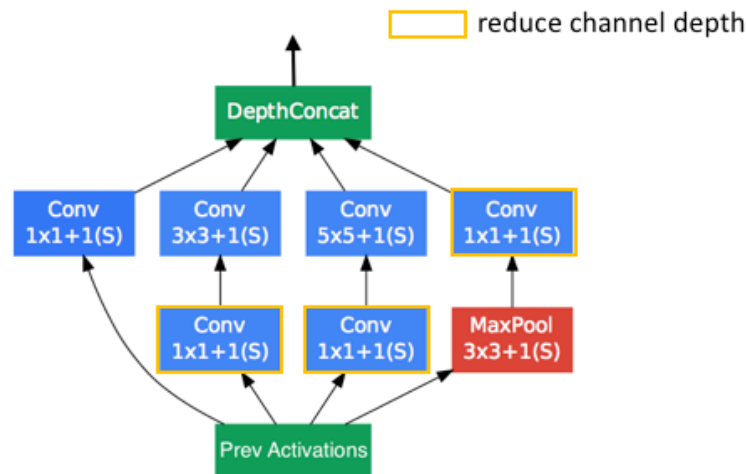 reduce channel depth
DepthConcat
Conv
1x1+1(S)
Conv
3x3+1(S)
Conv
5x5+1(S)
Conv
1x1+1(S)
Conv
1x1+1(S)
Conv
1x1+1(S)
MaxPool
3x3+1(S)
Prev Activations